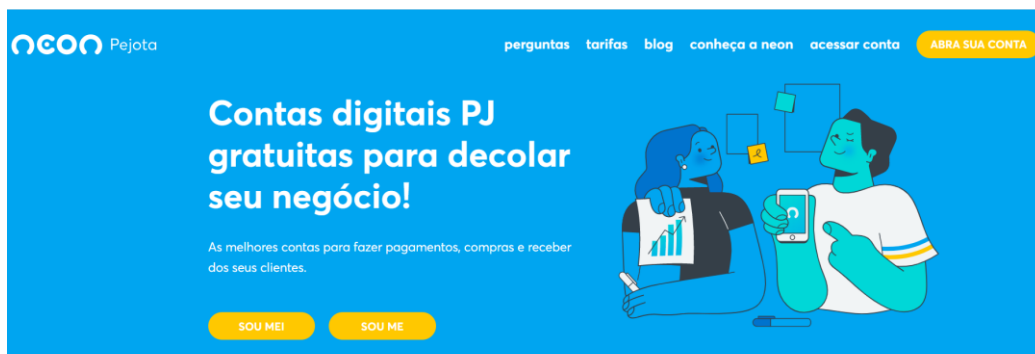 neon Pejota
perguntas tarifas blog conheça a neon acessar conta ABRA SUA CONTA
Contas digitais PJ
gratuitas para decolar
seu negócio!
As melhores contas para fazer pagamentos, compras e receber
dos seus clientes.
SOU MEI SOU ME